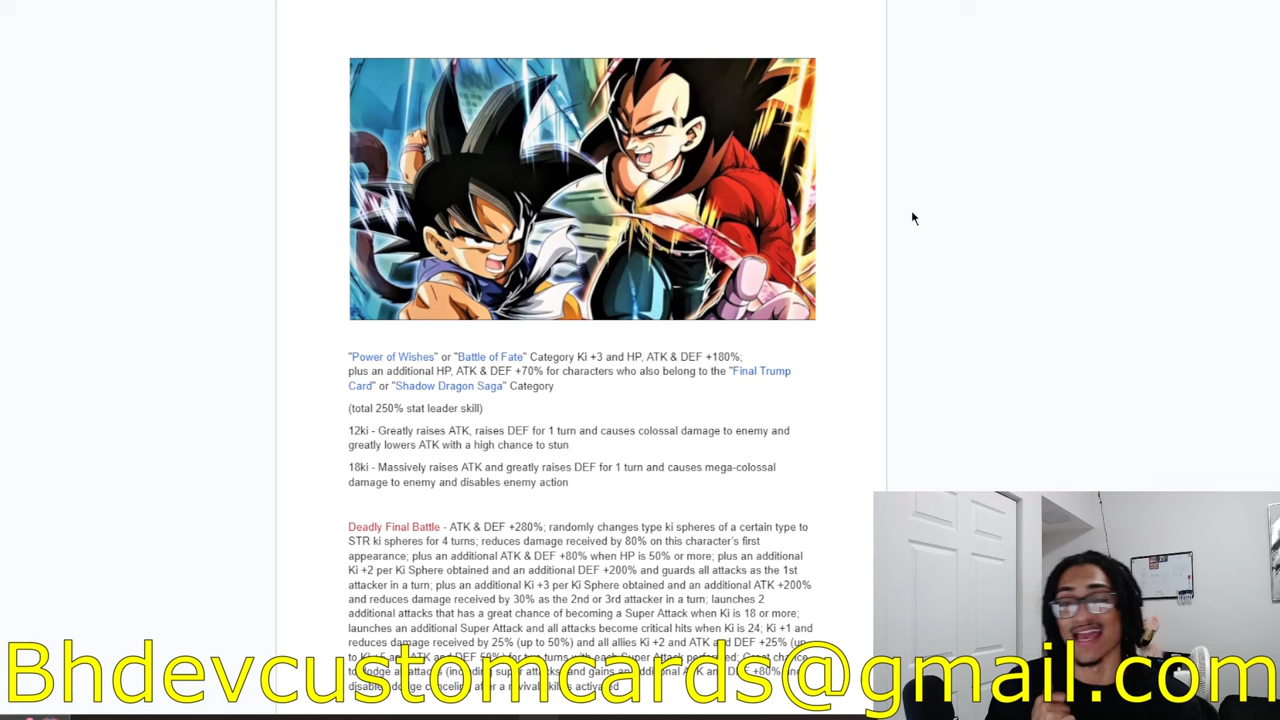 "Power of Wishes" or "Battle of Fate" Category Ki +3 and HP, ATK & DEF +180%;
plus an additional HP, ATK & DEF +70% for characters who also belong to the "Final Trump
Card" or "Shadow Dragon Saga" Category
(total 250% stat leader skill)
12ki - Greatly raises ATK, raises DEF for 1 turn and causes colossal damage to enemy and
greatly lowers ATK with a high chance to stun
18ki - Massively raises ATK and greatly raises DEF for 1 turn and causes mega-colossal
damage to enemy and disables enemy action
Deadly Final Battle - ATK & DEF +280%; randomly changes type ki spheres of a certain type to
STR ki spheres for 4 turns; reduces damage received by 80% on this character's first
appearance; plus an additional ATK & DEF +80% when HP is 50% or more; plus an additional
Ki +2 per Ki Sphere obtained and an additional DEF +200% and guards all attacks as the 1st
attacker in a turn; plus an additional Ki +3 per Ki Sphere obtained and an additional ATK +200%
and reduces damage received by 30% as the 2nd or 3rd attacker in a turn; launches 2
additional attacks that has a great chance of becoming a Super Attack when Ki is 18 or more;
launches an additional Super Attack and all attacks become critical hits when Ki is 24; Ki +1 and
reduces damage received by 25% (up to 50%) and all allies Ki +2 and ATK and DEF +25% (up
ATK and DEF 50%) for two turns with each Super Attack performed; Great chance
to dodge attacks (including super attacks) and gains an additional ATK and DEF +80% and
disable dodge canceling after a revival skill is activated
Bhdevcustomcards@gmail.com